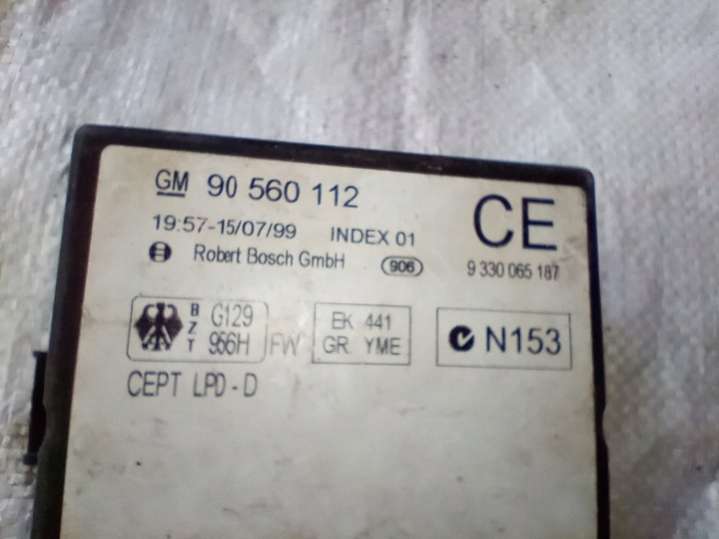 GM 90 560 112
CE
19:57-15/07/99 INDEX 01
Robert Bosch GmbH 906
9 330 065 187
BZT G129 956H FW
EK 441
GR YME
N153
CEPT LPD-D